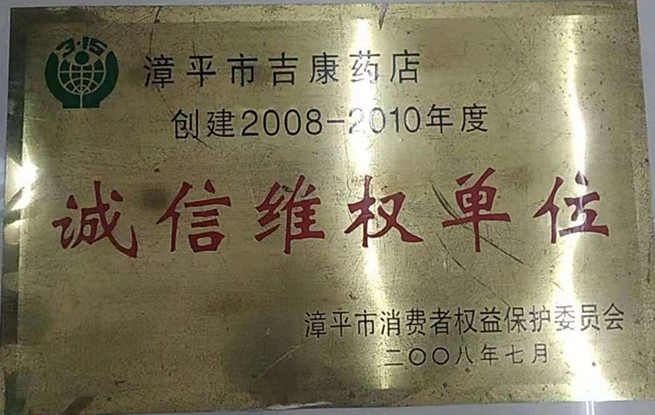 3·15
漳平市吉康药店
创建2008-2010年度
诚信维权单位
漳平市消费者权益保护委员会
二〇〇八年七月